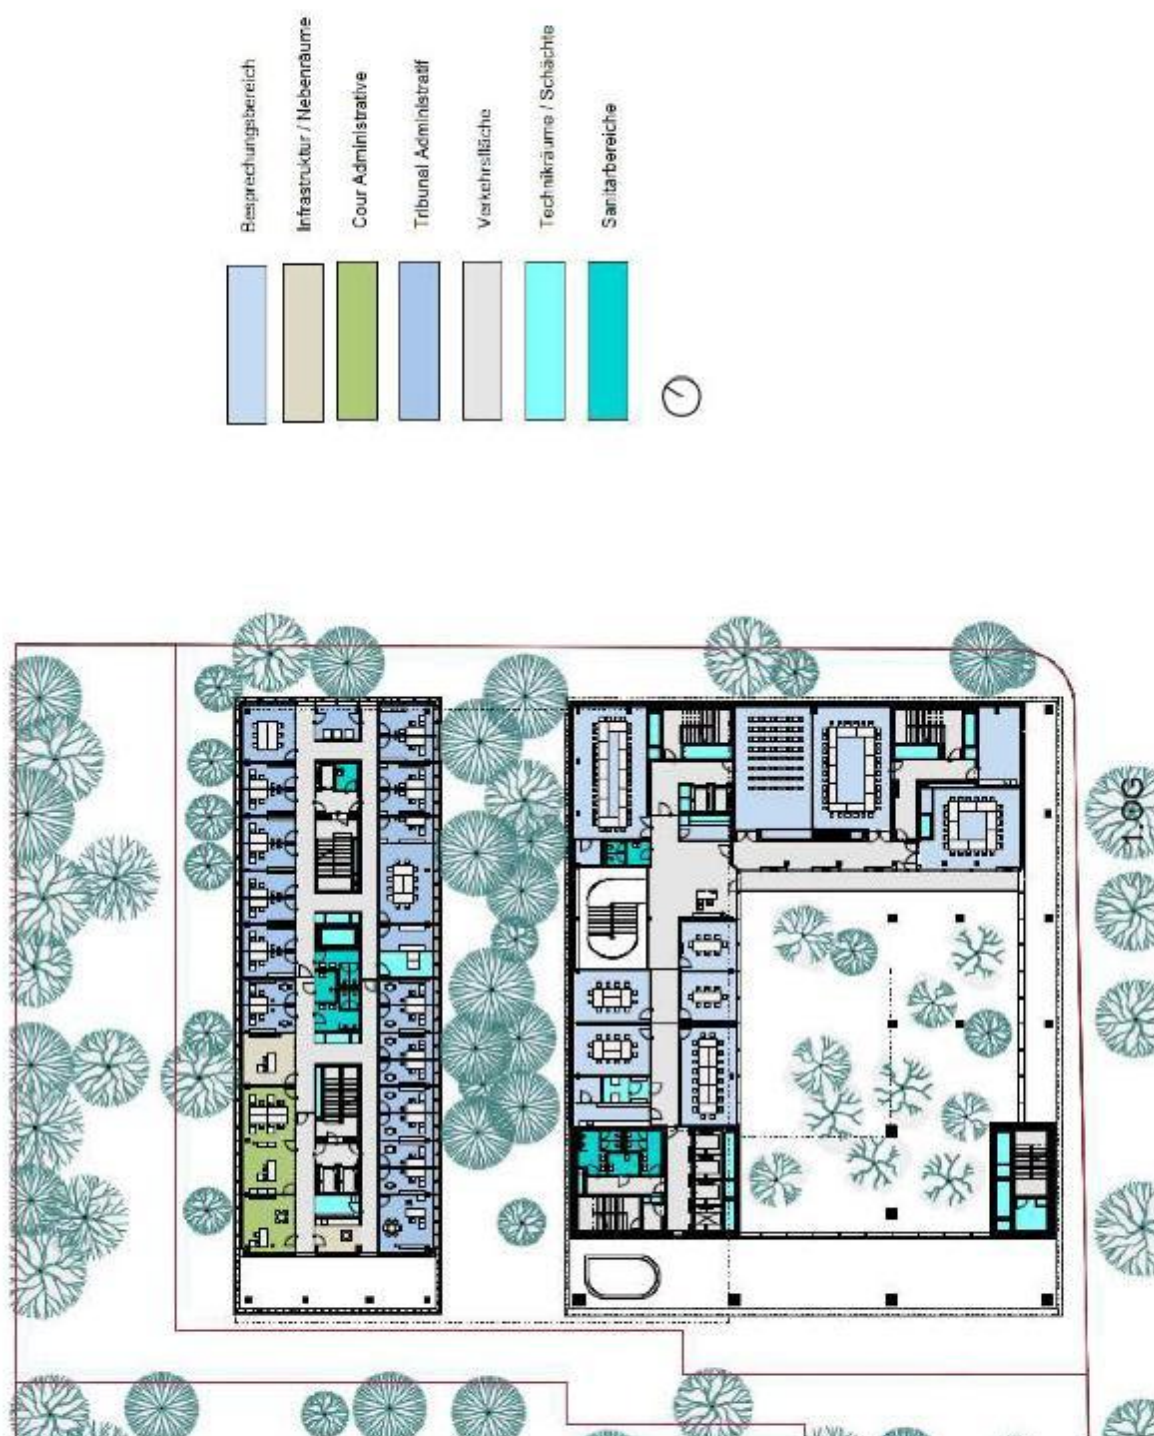 Besprechungsbereich
Infrastruktur / Nebenräume
Cour Administrative
Tribunal Administratif
Verkehrsfläche
Technikräume / Schächte
Sanitärbereiche
1.OG